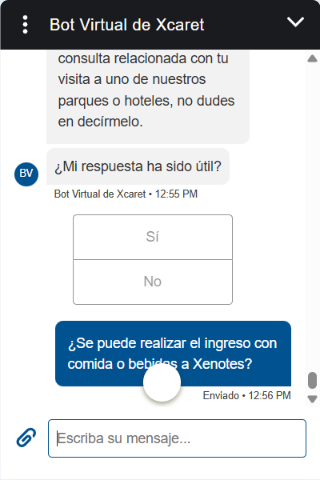 Bot Virtual de Xcaret
consulta relacionada con tu
visita a uno de nuestros
parques o hoteles, no dudes
en decírmelo.
¿Mi respuesta ha sido útil?
BV
Bot Virtual de Xcaret • 12:55 PM
Sí
No
¿Se puede realizar el ingreso con
comida o bebidas a Xenotes?
Enviado • 12:56 PM
Escriba su mensaje...